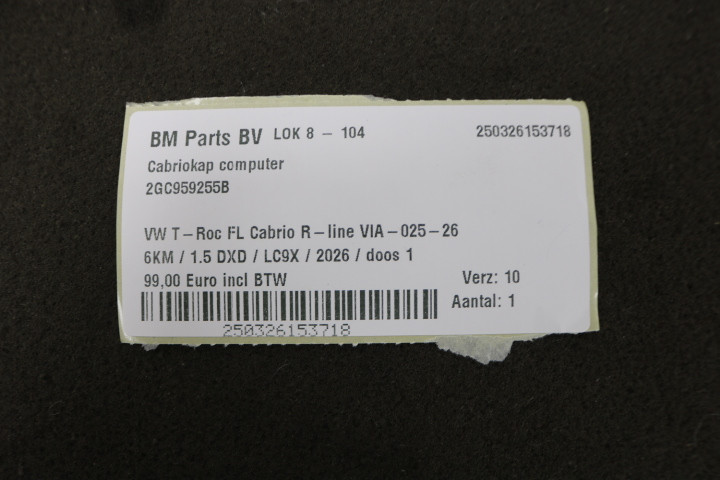 BM Parts BV LOK 8 - 104 250326153718
Cabriokap computer
2GC959255B
VW T-Roc FL Cabrio R-line VIA-025-26
6KM / 1.5 DXD / LC9X / 2026 / doos 1
99,00 Euro incl BTW Verz: 10
Aantal: 1
250326153718